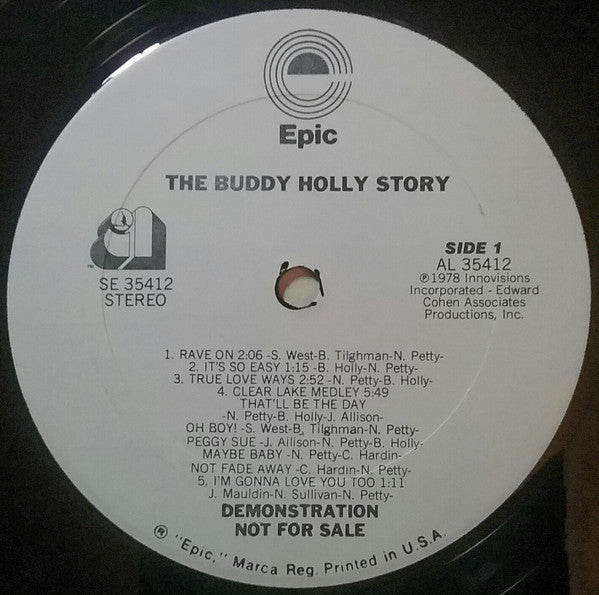 Epic
THE BUDDY HOLLY STORY
TM
SE 35412
STEREO
SIDE 1
AL 35412
℗ 1978 Innovisions
Incorporated - Edward
Cohen Associates
Productions, Inc.
1. RAVE ON 2:06 -S. West-B. Tilghman-N. Petty-
2. IT'S SO EASY 1:15 -B. Holly-N. Petty-
3. TRUE LOVE WAYS 2:52 -N. Petty-B. Holly-
4. CLEAR LAKE MEDLEY 5:49
THAT'LL BE THE DAY
-N. Petty-B. Holly-J. Allison-
OH BOY! -S. West-B. Tilghman-N. Petty-
PEGGY SUE -J. Allison-N. Petty-B. Holly-
MAYBE BABY -N. Petty-C. Hardin-
NOT FADE AWAY -C. Hardin-N. Petty-
5. I'M GONNA LOVE YOU TOO 1:11
J. Mauldin-N. Sullivan-N. Petty-
DEMONSTRATION
NOT FOR SALE
® "Epic," Marca Reg. Printed in U.S.A.